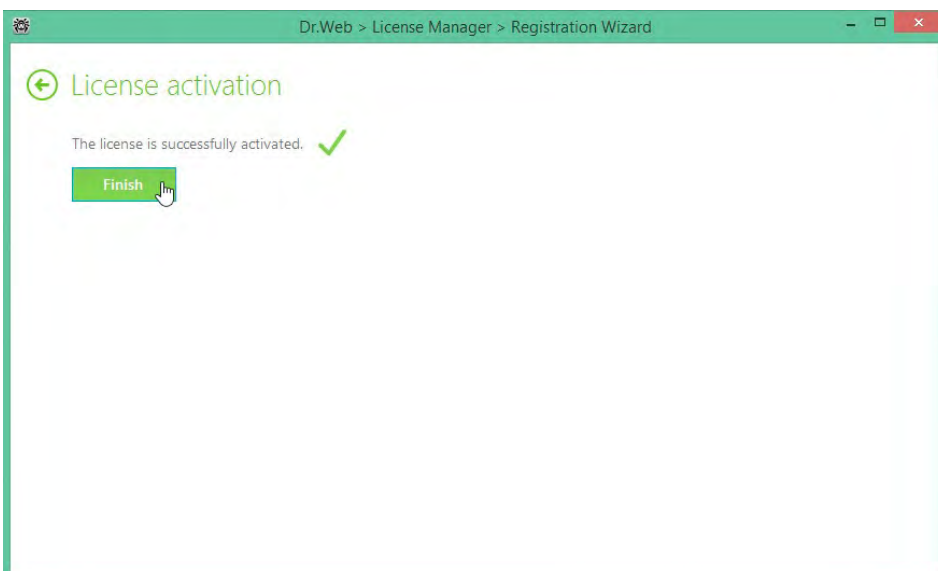 Dr.Web > License Manager > Registration Wizard
License activation
The license is successfully activated.
Finish